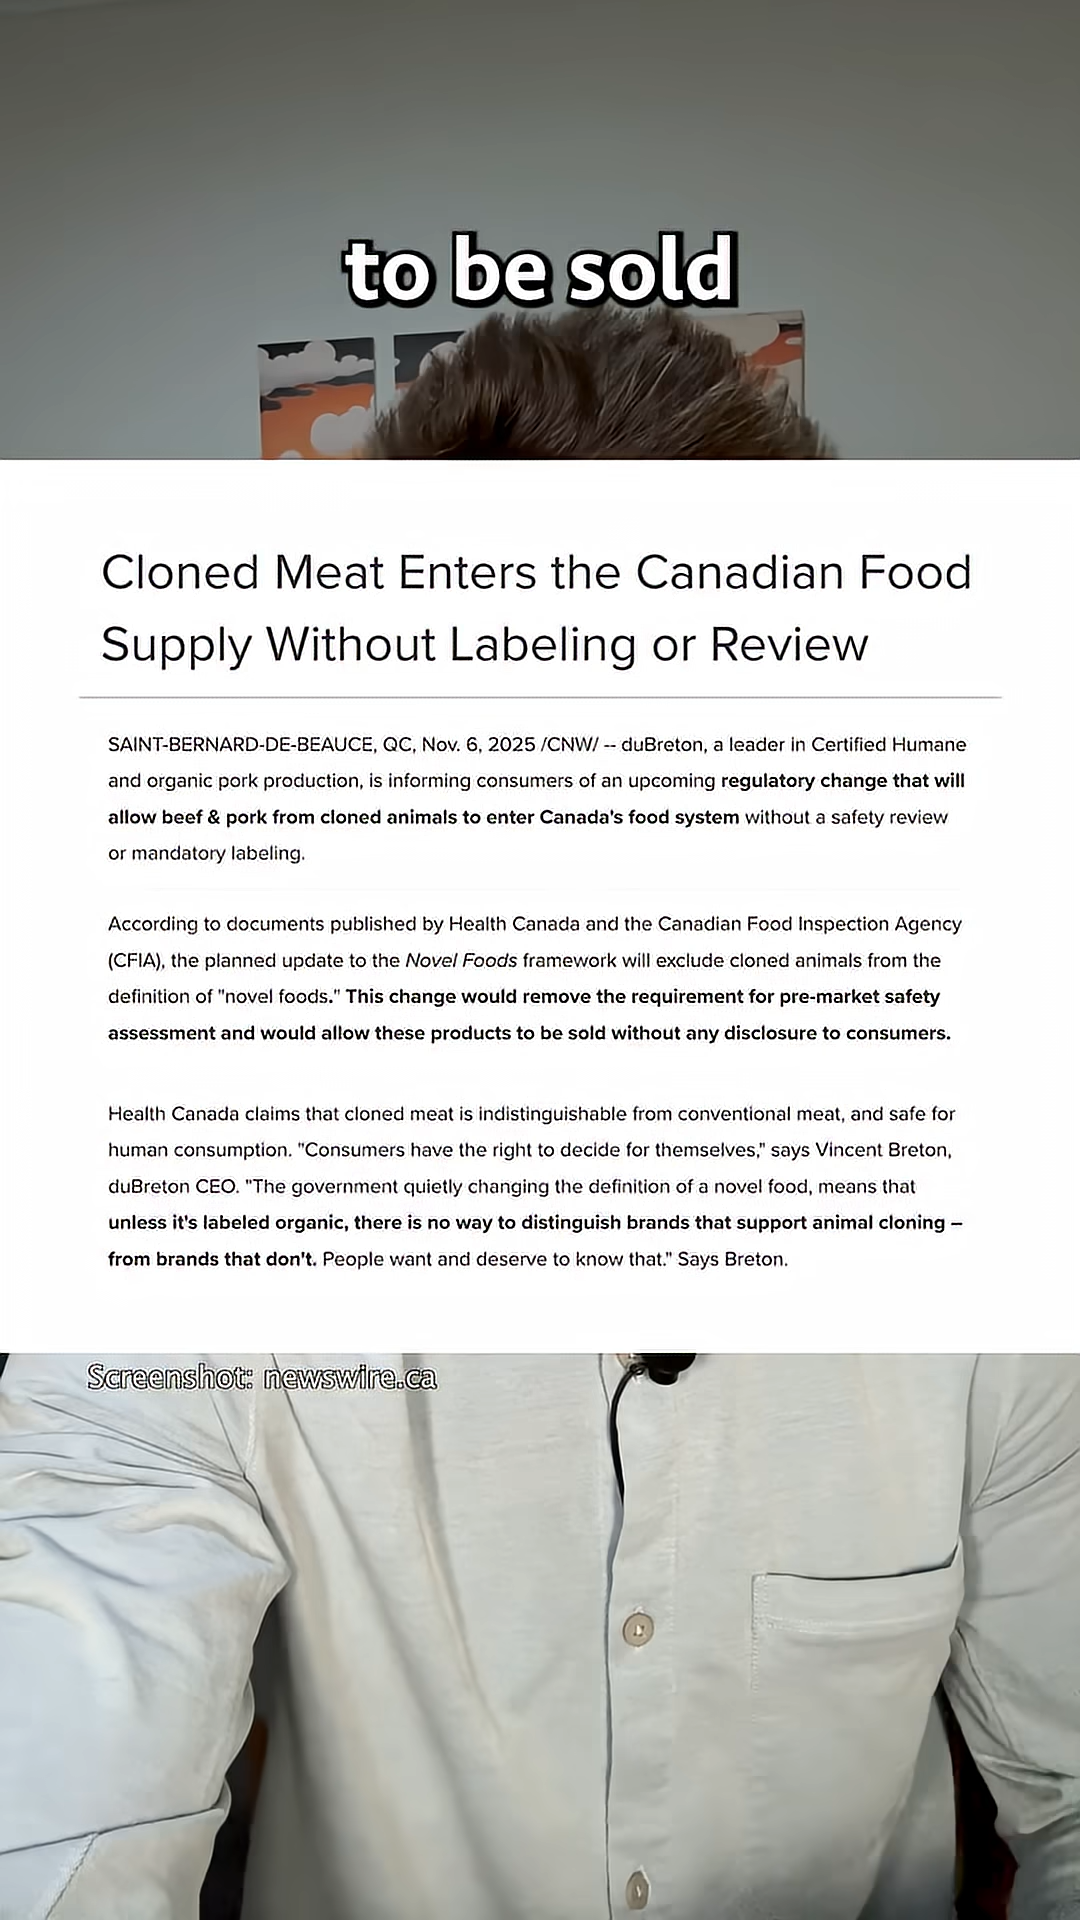 to be sold
Cloned Meat Enters the Canadian Food
Supply Without Labeling or Review
SAINT-BERNARD-DE-BEAUCE, QC, Nov. 6, 2025 /CNW/ -- duBreton, a leader in Certified Humane
and organic pork production, is informing consumers of an upcoming regulatory change that will
allow beef & pork from cloned animals to enter Canada's food system without a safety review
or mandatory labeling.
According to documents published by Health Canada and the Canadian Food Inspection Agency
(CFIA), the planned update to the Novel Foods framework will exclude cloned animals from the
definition of "novel foods." This change would remove the requirement for pre-market safety
assessment and would allow these products to be sold without any disclosure to consumers.
Health Canada claims that cloned meat is indistinguishable from conventional meat, and safe for
human consumption. "Consumers have the right to decide for themselves," says Vincent Breton,
duBreton CEO. "The government quietly changing the definition of a novel food, means that
unless it's labeled organic, there is no way to distinguish brands that support animal cloning –
from brands that don't. People want and deserve to know that." Says Breton.
Screenshot: newswire.ca